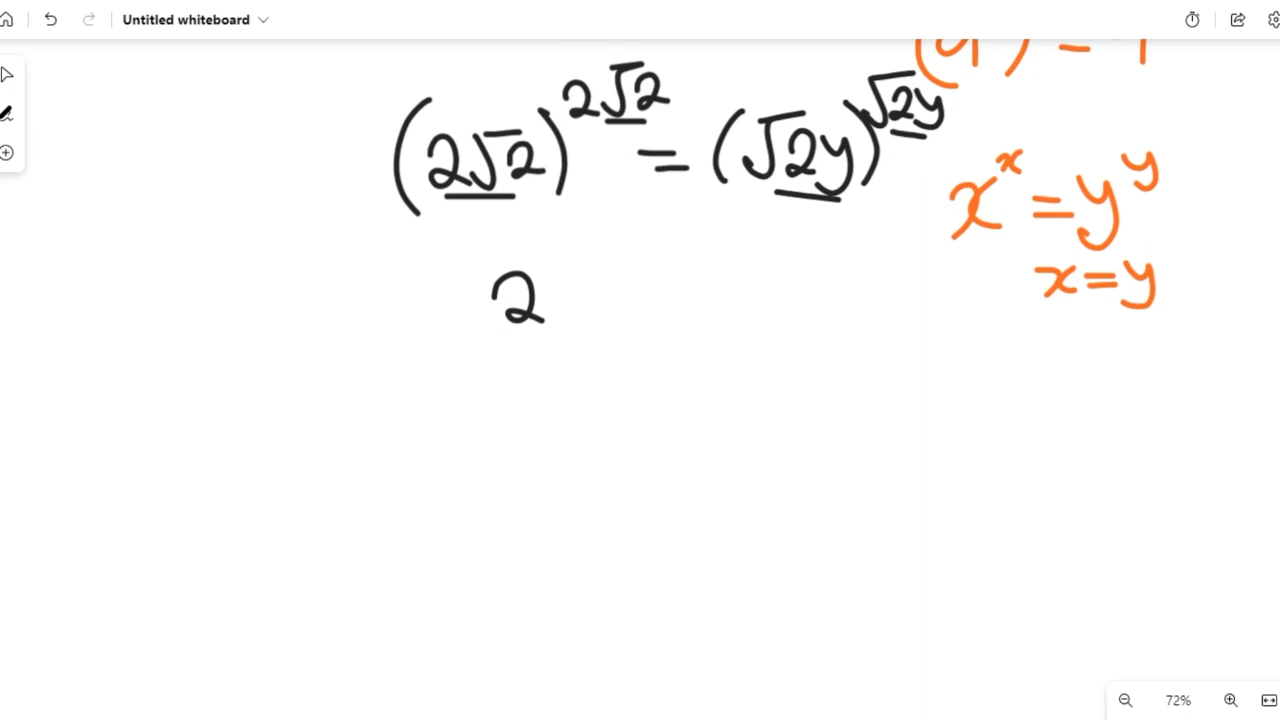 Untitled whiteboard
(2√2)^{2√2} = (√2y)^{√2y}
x^x = y^y
x = y
2
72%